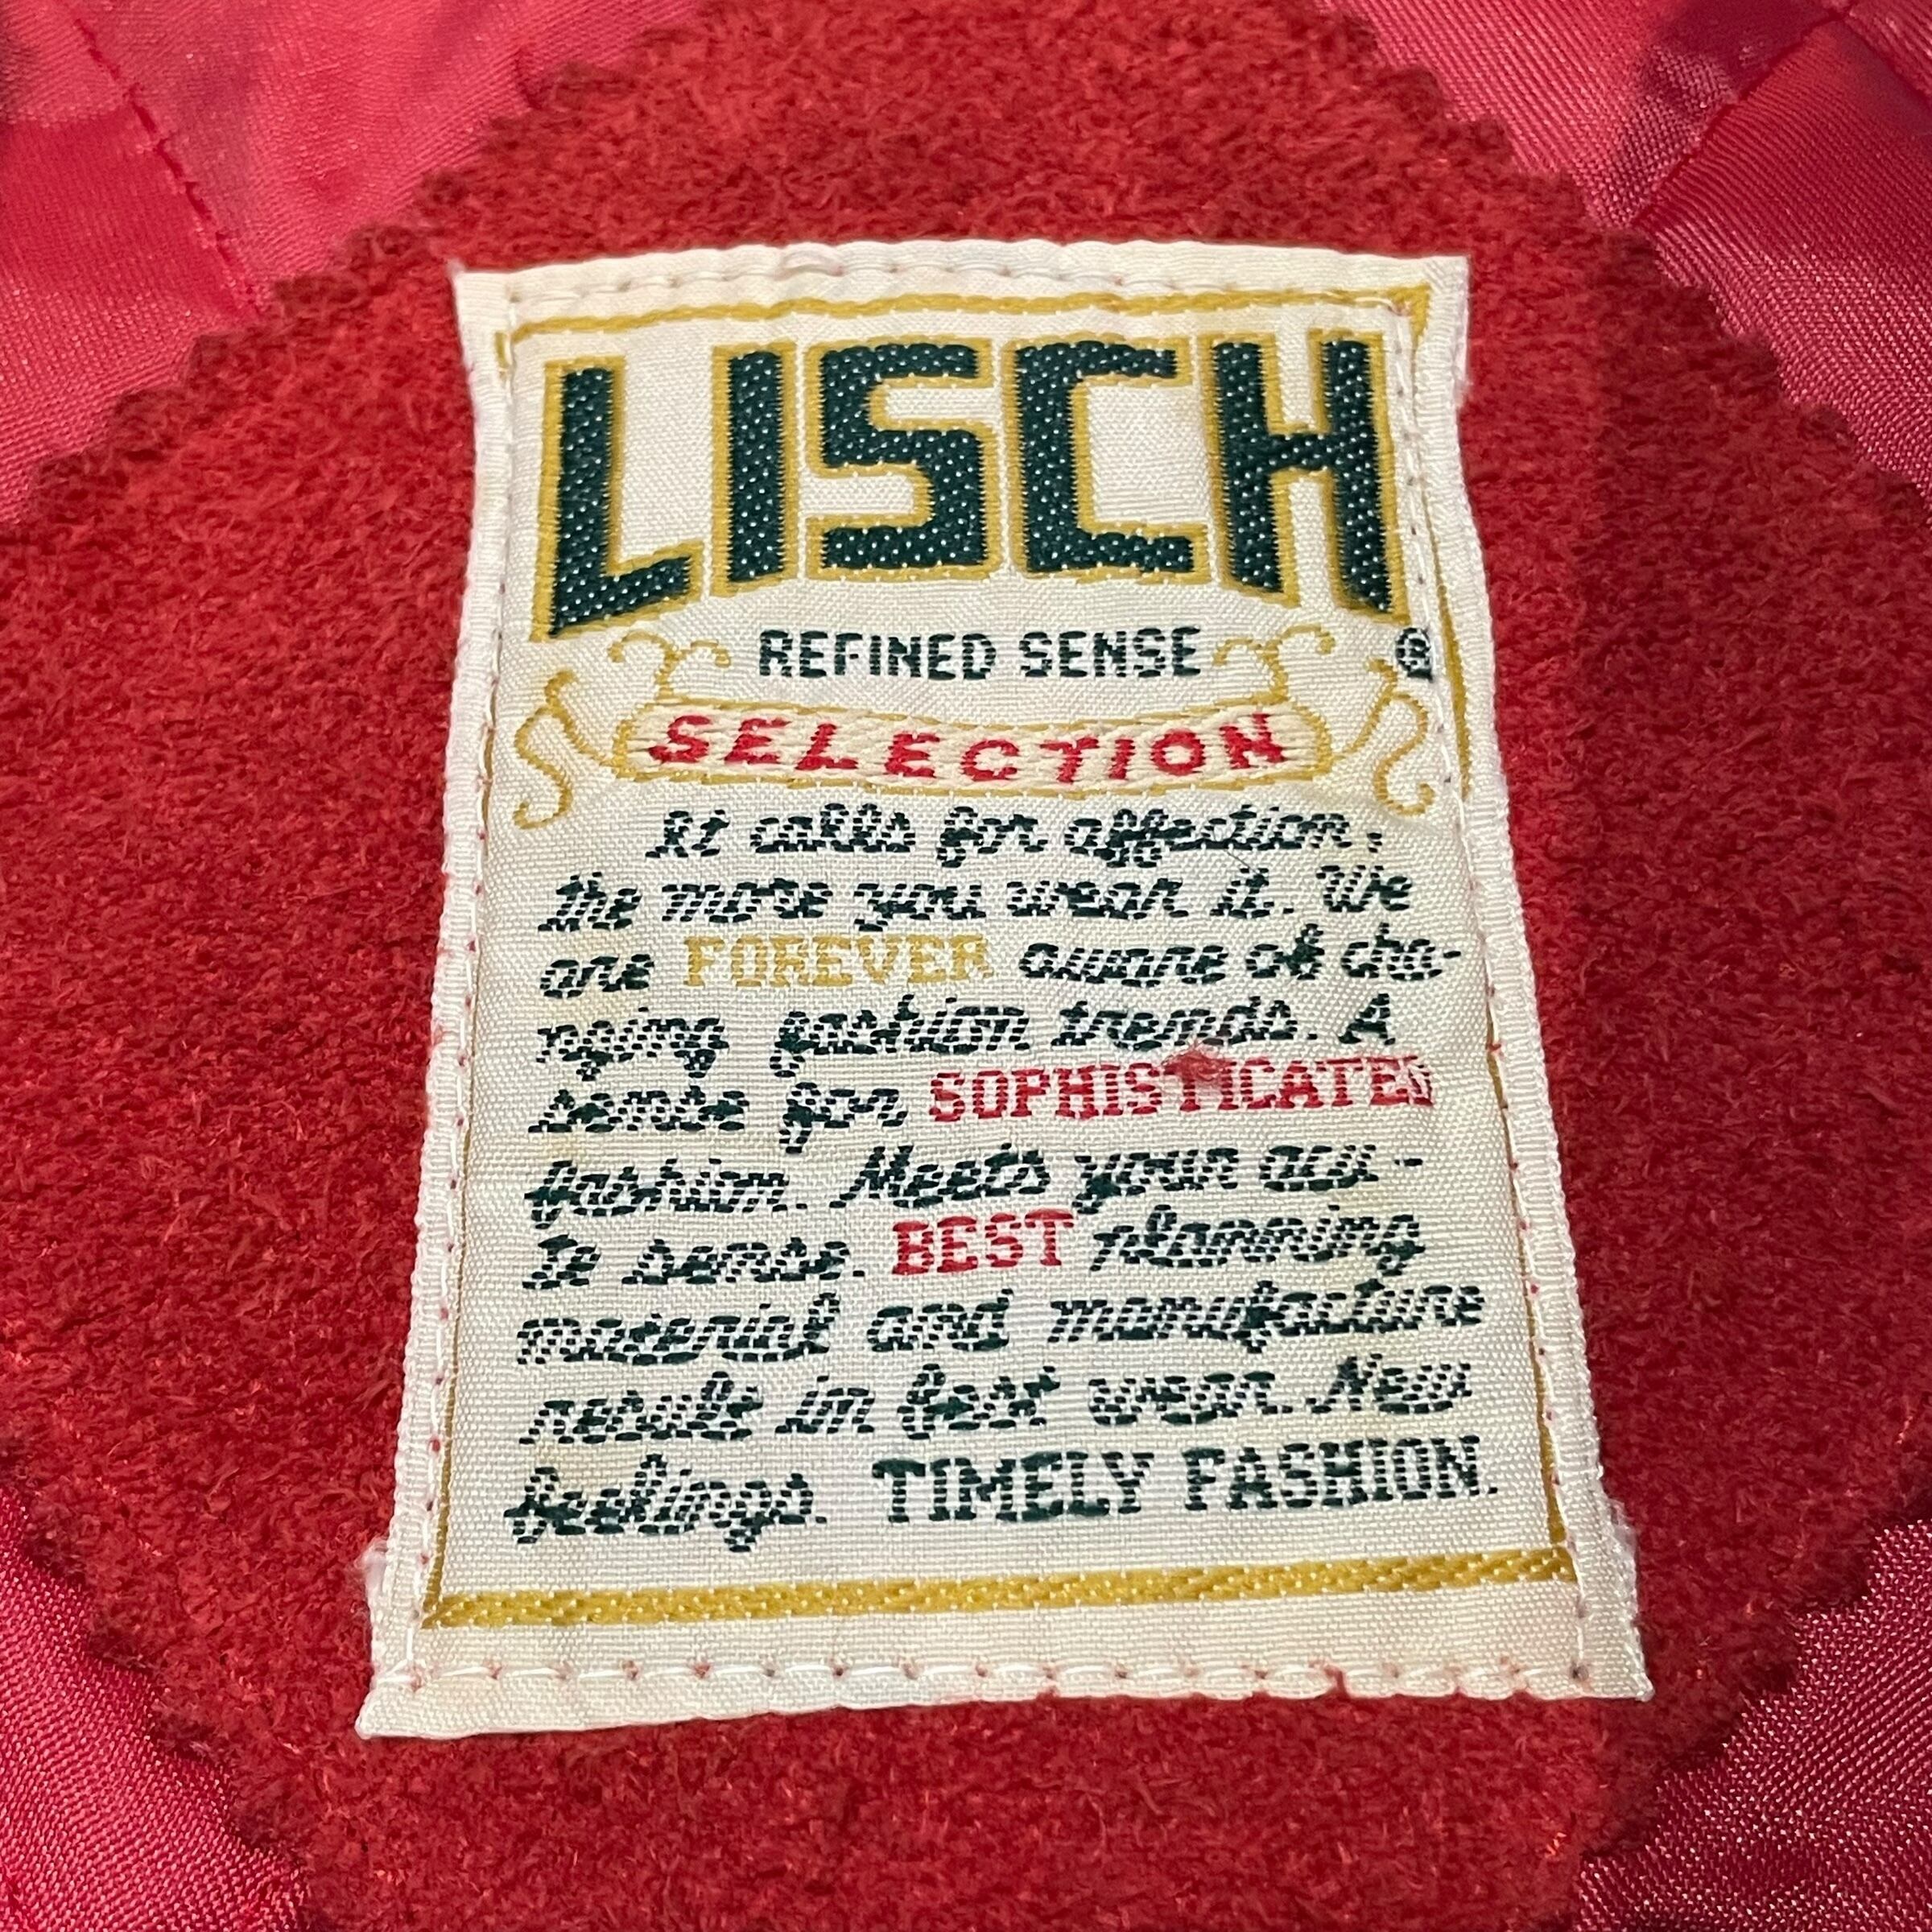 LISCH
REFINED SENSE ®
SELECTION
It calls for affection,
the more you wear it. We
are FOREVER aware of cha-
nging fashion trends. A
sense for SOPHISTICATED
fashion. Meets your acu-
te sense. BEST planning
material and manufacture
results in best wear. New
feelings. TIMELY FASHION.